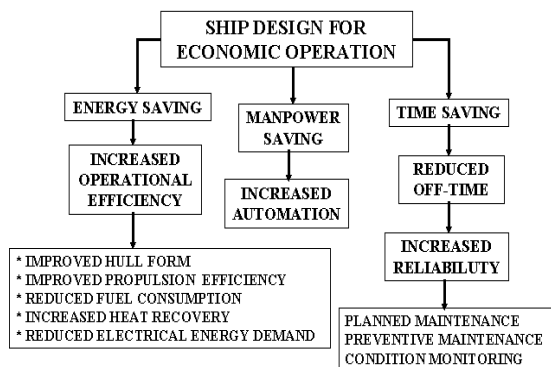 SHIP DESIGN FOR
ECONOMIC OPERATION
ENERGY SAVING
INCREASED
OPERATIONAL
EFFICIENCY
* IMPROVED HULL FORM
* IMPROVED PROPULSION EFFICIENCY
* REDUCED FUEL CONSUMPTION
* INCREASED HEAT RECOVERY
* REDUCED ELECTRICAL ENERGY DEMAND
MANPOWER
SAVING
INCREASED
AUTOMATION
TIME SAVING
REDUCED
OFF-TIME
INCREASED
RELIABILUTY
PLANNED MAINTENANCE
PREVENTIVE MAINTENANCE
CONDITION MONITORING